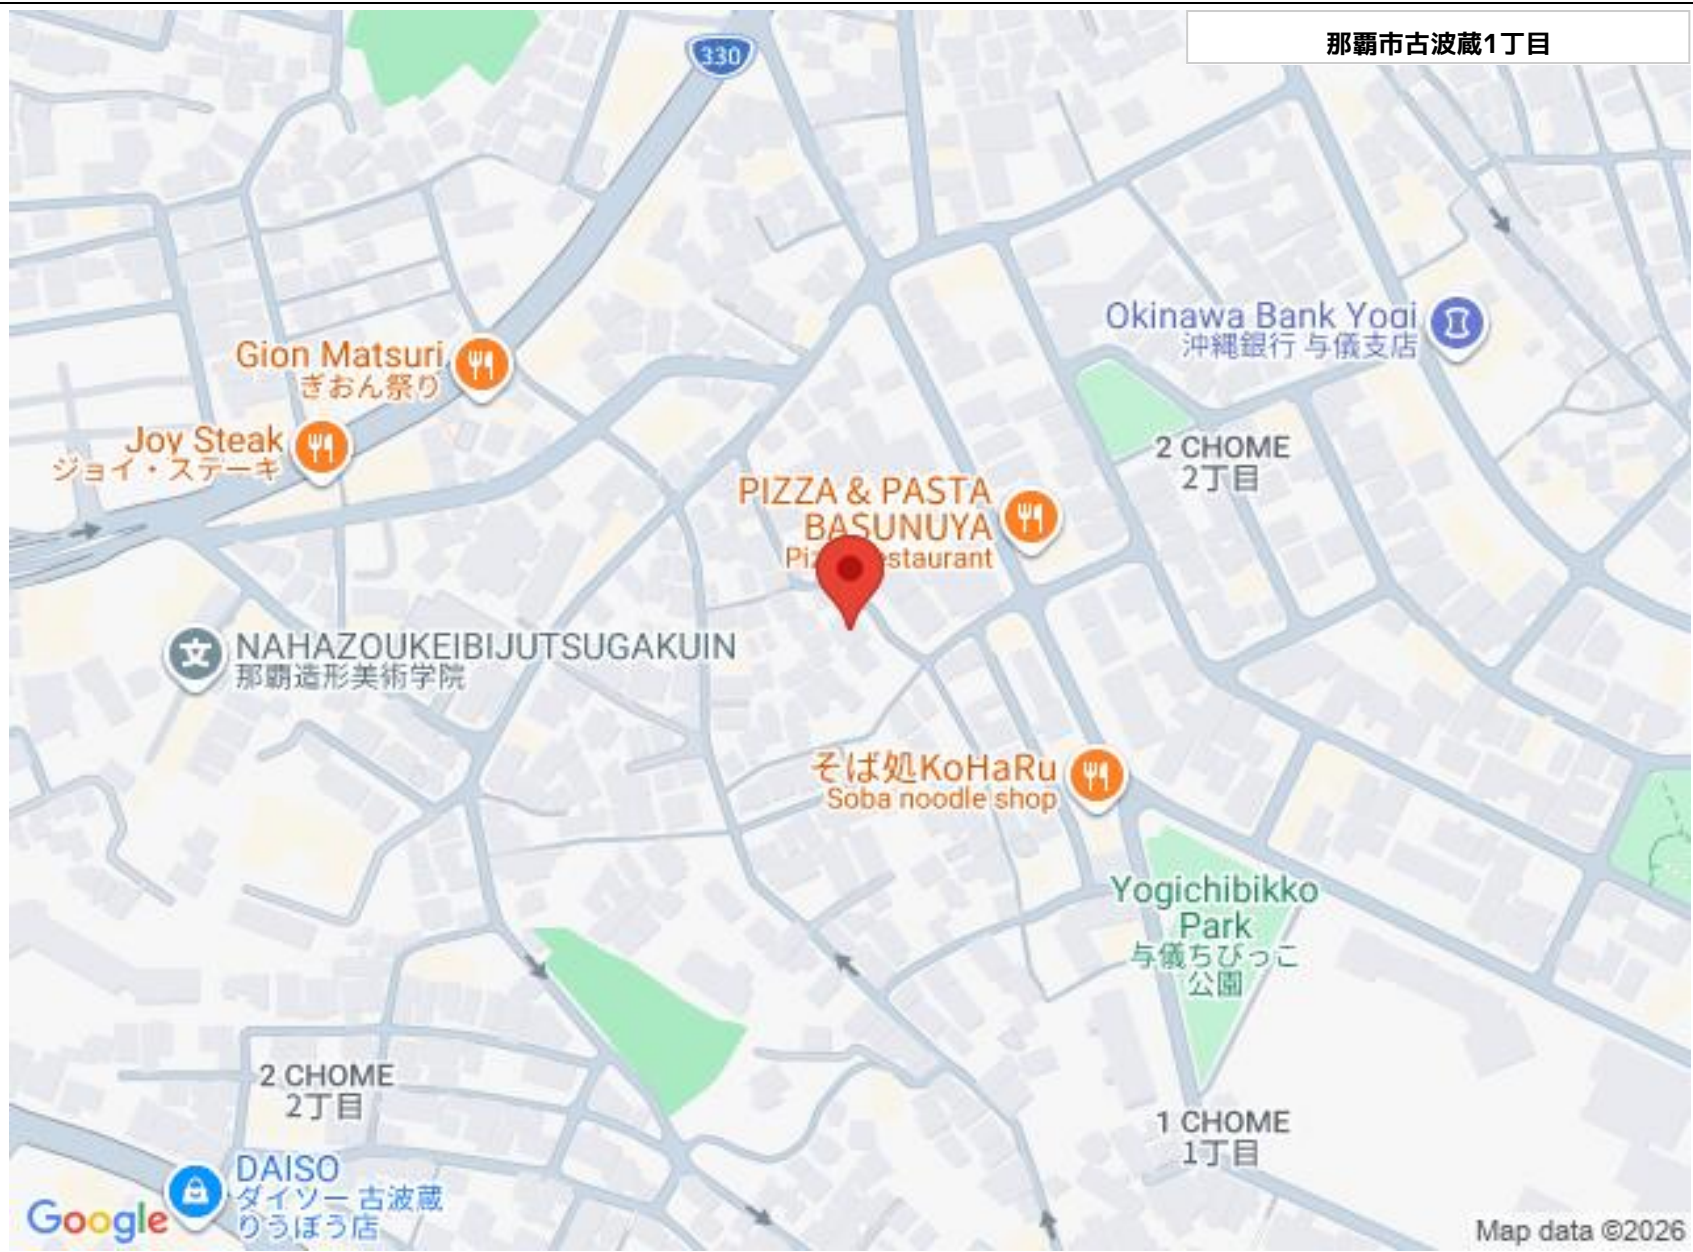 那覇市古波蔵1丁目
330
Okinawa Bank Yogi
沖縄銀行 与儀支店
Gion Matsuri
ぎおん祭り
Joy Steak
ジョイ・ステーキ
2 CHOME
2丁目
PIZZA & PASTA
BASUNUYA
NAHAZOUKEIBIJUTSUGAKUIN
那覇造形美術学院
そば処KoHaRu
Soba noodle shop
Yogichibikko
Park
与儀ちびっこ
公園
2 CHOME
2丁目
1 CHOME
1丁目
DAISO
ダイソー 古波蔵
りうぼう店
Google
Map data ©2026